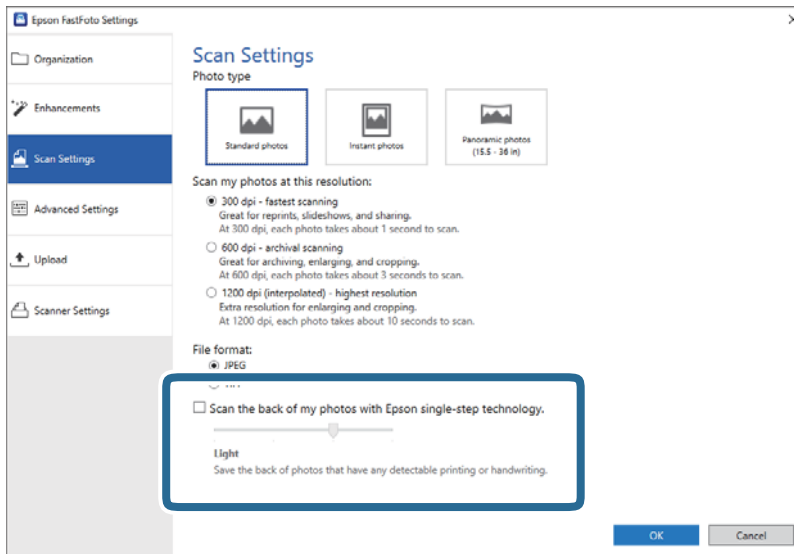 Epson FastFoto Settings
Organization
Enhancements
Scan Settings
Advanced Settings
Upload
Scanner Settings
Scan Settings
Photo type
Standard photos
Instant photos
Panoramic photos
(15.5 - 36 in)
Scan my photos at this resolution:
300 dpi - fastest scanning
Great for reprints, slideshows, and sharing.
At 300 dpi, each photo takes about 1 second to scan.
600 dpi - archival scanning
Great for archiving, enlarging, and cropping.
At 600 dpi, each photo takes about 3 seconds to scan.
1200 dpi (interpolated) - highest resolution
Extra resolution for enlarging and cropping.
At 1200 dpi, each photo takes about 10 seconds to scan.
File format:
JPEG
Scan the back of my photos with Epson single-step technology.
Light
Save the back of photos that have any detectable printing or handwriting.
OK
Cancel